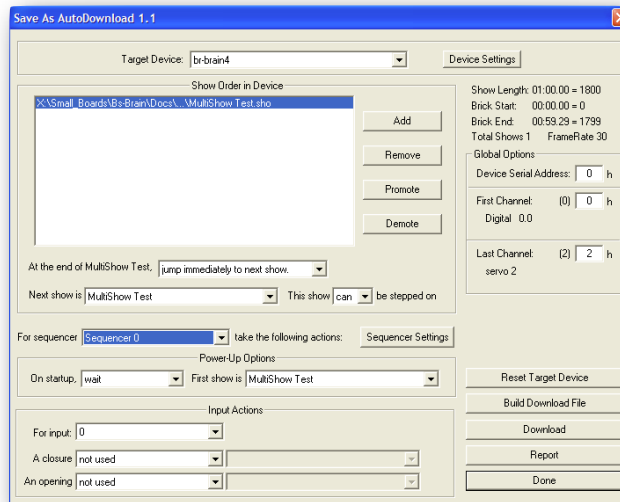 Save As AutoDownload 1.1
Target Device: br-brain4 Device Settings
Show Order in Device
X:\Small_Boards\Bs-Brain\Docs\...\MultiShow Test.sho
Add
Remove
Promote
Demote
At the end of MultiShow Test, jump immediately to next show.
Next show is MultiShow Test This show can be stepped on
Show Length: 01:00.00 = 1800
Brick Start: 00:00.00 = 0
Brick End: 00:59.29 = 1799
Total Shows 1 FrameRate 30
Global Options
Device Serial Address: 0 h
First Channel: (0) 0 h
Digital 0.0
Last Channel: (2) 2 h
servo 2
For sequencer Sequencer 0 take the following actions: Sequencer Settings
Power-Up Options
On startup, wait First show is MultiShow Test
Input Actions
For input: 0
A closure not used
An opening not used
Reset Target Device
Build Download File
Download
Report
Done